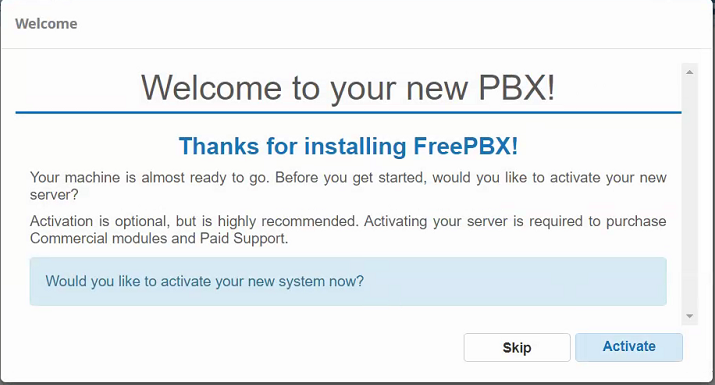 Welcome
Welcome to your new PBX!
Thanks for installing FreePBX!
Your machine is almost ready to go. Before you get started, would you like to activate your new
server?
Activation is optional, but is highly recommended. Activating your server is required to purchase
Commercial modules and Paid Support.
Would you like to activate your new system now?
Skip
Activate